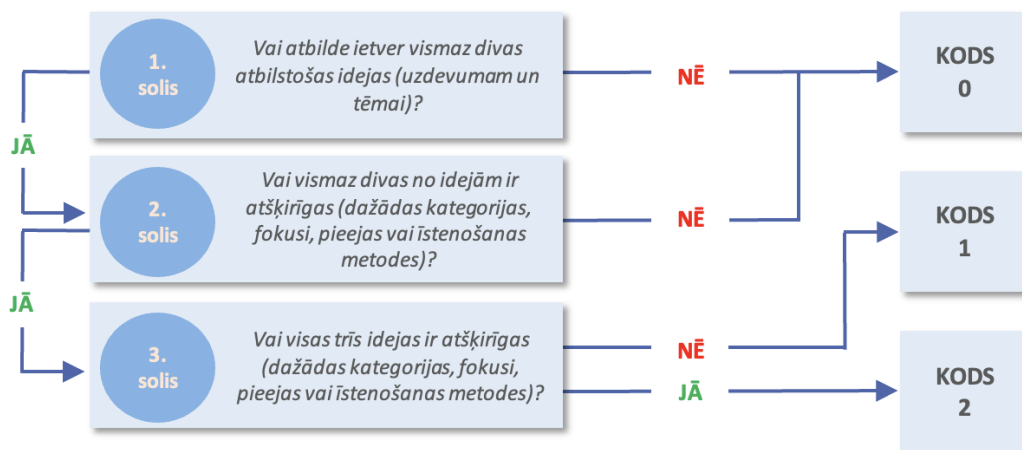 1.
solis
Vai atbilde ietver vismaz divas
atbilstošas idejas (uzdevumam un
tēmai)?
NĒ
KODS
0
JĀ
2.
solis
Vai vismaz divas no idejām ir
atšķirīgas (dažādas kategorijas,
fokusi, pieejas vai īstenošanas
metodes)?
NĒ
KODS
1
JĀ
3.
solis
Vai visas trīs idejas ir atšķirīgas
(dažādas kategorijas, fokusi,
pieejas vai īstenošanas metodes)?
NĒ
JĀ
KODS
2